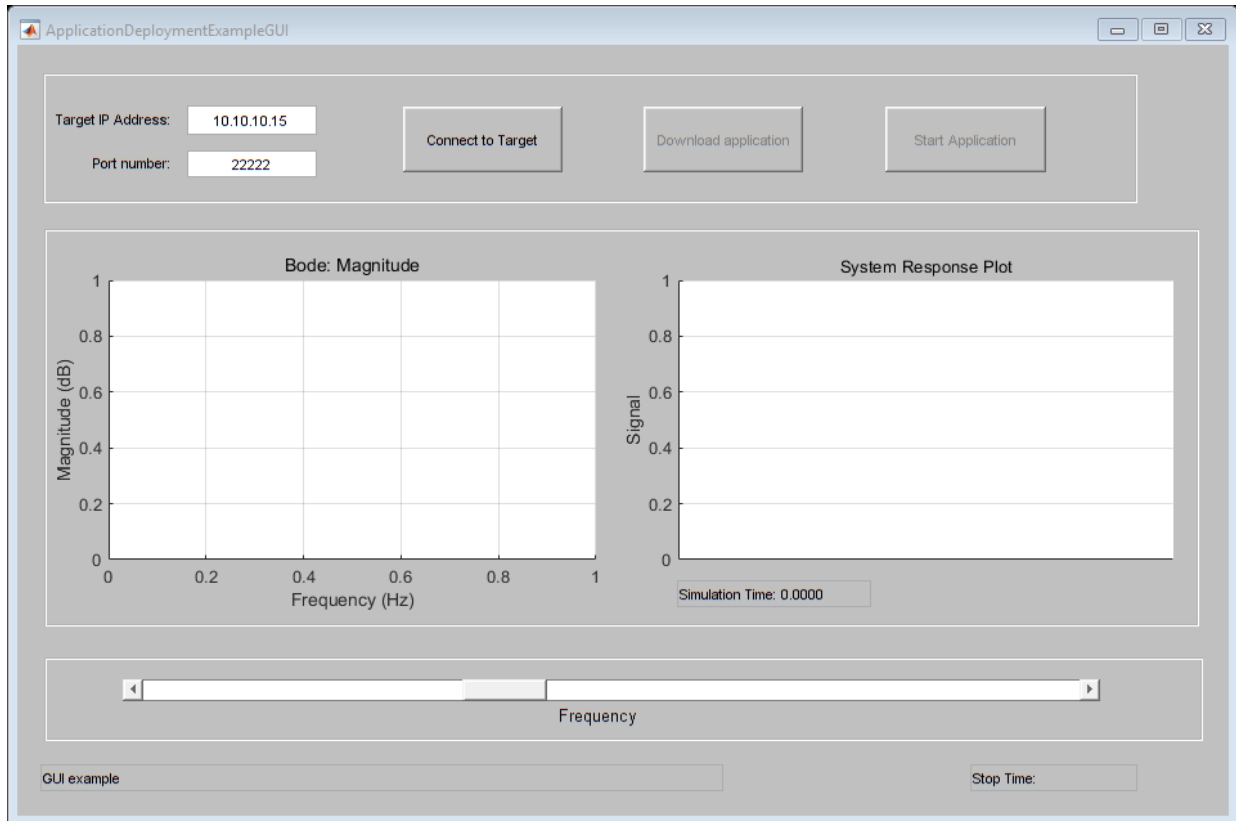 ApplicationDeploymentExampleGUI
Target IP Address: 10.10.10.15
Port number: 22222
Connect to Target
Download application
Start Application
Bode: Magnitude
1
0.8
0.6
0.4
0.2
0
Magnitude (dB)
0 0.2 0.4 0.6 0.8 1
Frequency (Hz)
System Response Plot
1
0.8
0.6
0.4
0.2
0
Signal
Simulation Time: 0.0000
Frequency
GUI example
Stop Time: